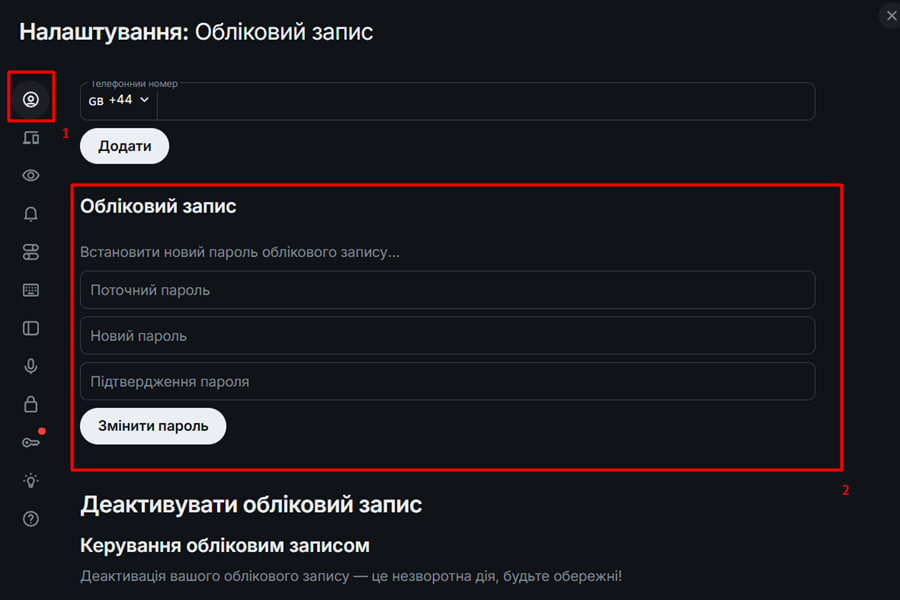 Налаштування: Обліковий запис
Телефонний номер
GB +44
1
Додати
Обліковий запис
Встановити новий пароль облікового запису...
Поточний пароль
Новий пароль
Підтвердження пароля
Змінити пароль
2
Деактивувати обліковий запис
Керування обліковим записом
Деактивація вашого облікового запису — це незворотна дія, будьте обережні!